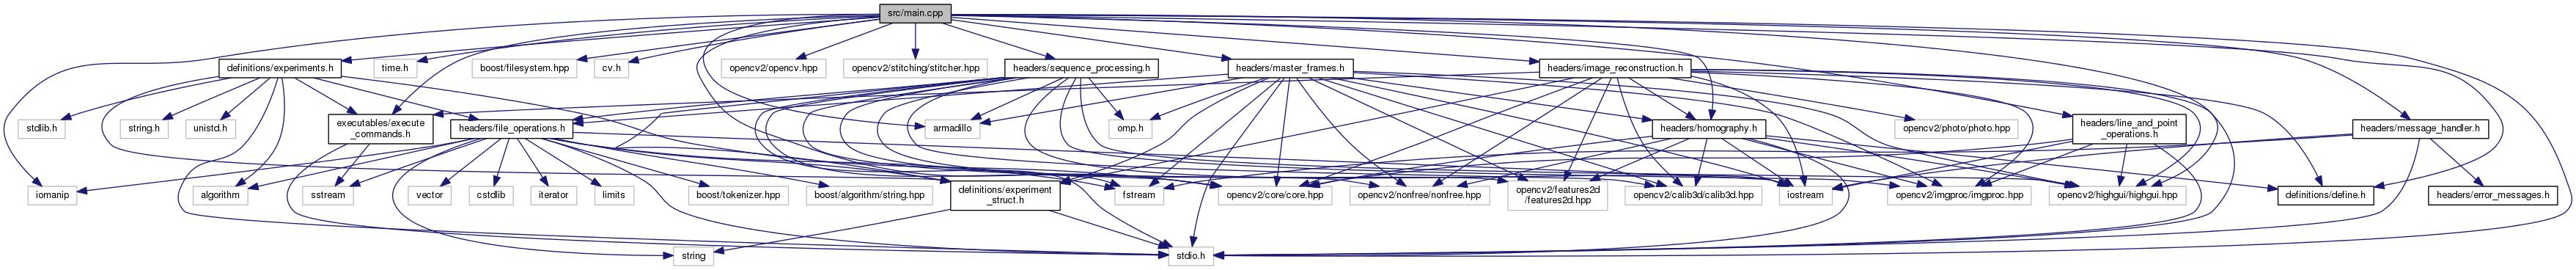 src/main.cpp
definitions/experiments.h
time.h
boost/filesystem.hpp
cv.h
opencv2/opencv.hpp
opencv2/stitching/stitcher.hpp
headers/sequence_processing.h
headers/master_frames.h
headers/image_reconstruction.h
stdlib.h
string.h
unistd.h
executables/execute
_commands.h
headers/file_operations.h
armadillo
omp.h
headers/homography.h
opencv2/photo/photo.hpp
headers/line_and_point
_operations.h
headers/message_handler.h
iomanip
algorithm
sstream
vector
cstdlib
iterator
limits
boost/tokenizer.hpp
boost/algorithm/string.hpp
definitions/experiment
_struct.h
fstream
opencv2/core/core.hpp
opencv2/nonfree/nonfree.hpp
opencv2/features2d
/features2d.hpp
opencv2/calib3d/calib3d.hpp
iostream
opencv2/imgproc/imgproc.hpp
opencv2/highgui/highgui.hpp
definitions/define.h
headers/error_messages.h
string
stdio.h